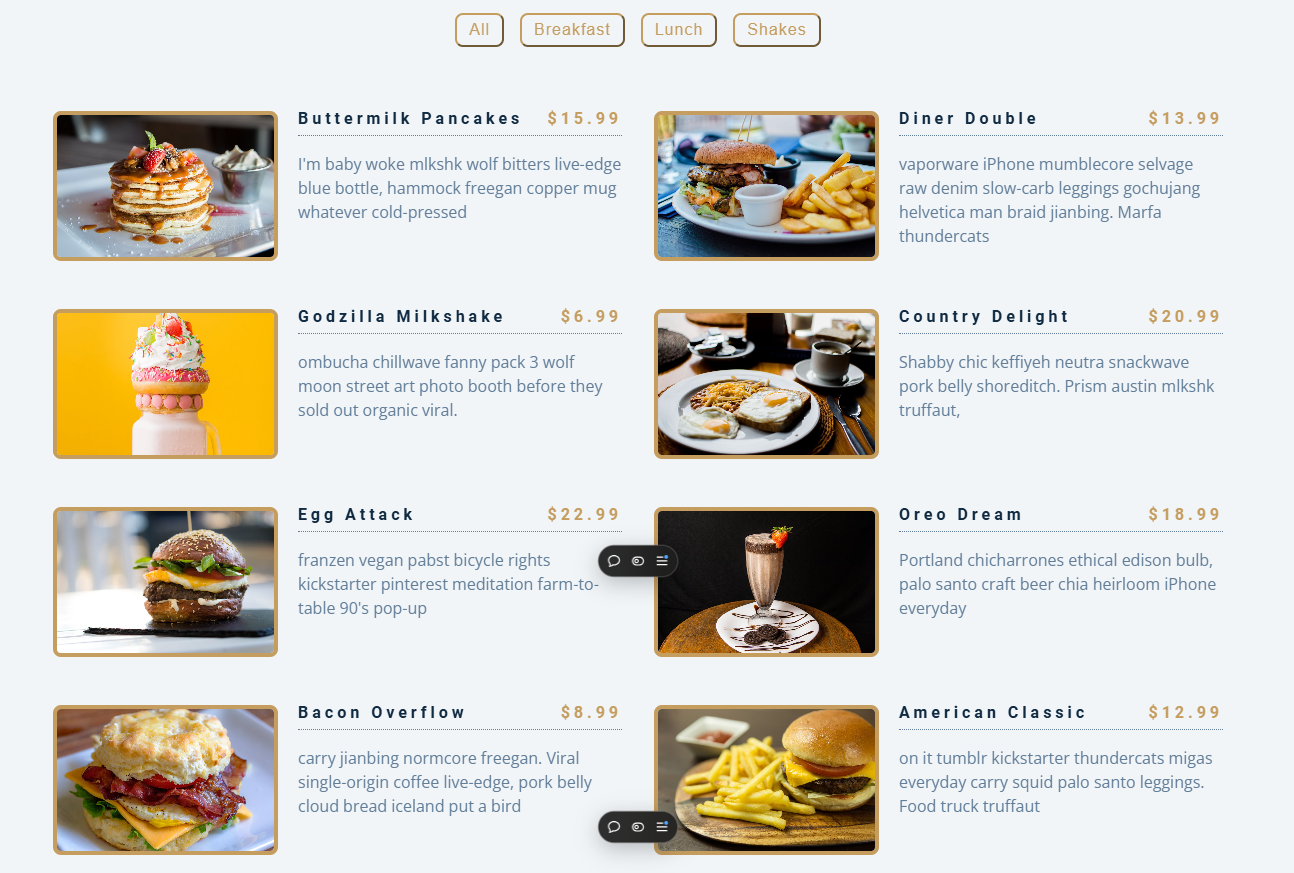 All Breakfast Lunch Shakes
Buttermilk Pancakes $15.99
I'm baby woke mlkshk wolf bitters live-edge
blue bottle, hammock freegan copper mug
whatever cold-pressed
Diner Double $13.99
vaporware iPhone mumblecore selvage
raw denim slow-carb leggings gochujang
helvetica man braid jianbing. Marfa
thundercats
Godzilla Milkshake $6.99
ombucha chillwave fanny pack 3 wolf
moon street art photo booth before they
sold out organic viral.
Country Delight $20.99
Shabby chic keffiyeh neutra snackwave
pork belly shoreditch. Prism austin mlkshk
truffaut,
Egg Attack $22.99
franzen vegan pabst bicycle rights
kickstarter pinterest meditation farm-to-
table 90's pop-up
Oreo Dream $18.99
Portland chicharrones ethical edison bulb,
palo santo craft beer chia heirloom iPhone
everyday
Bacon Overflow $8.99
carry jianbing normcore freegan. Viral
single-origin coffee live-edge, pork belly
cloud bread iceland put a bird
American Classic $12.99
on it tumblr kickstarter thundercats migas
everyday carry squid palo santo leggings.
Food truck truffaut